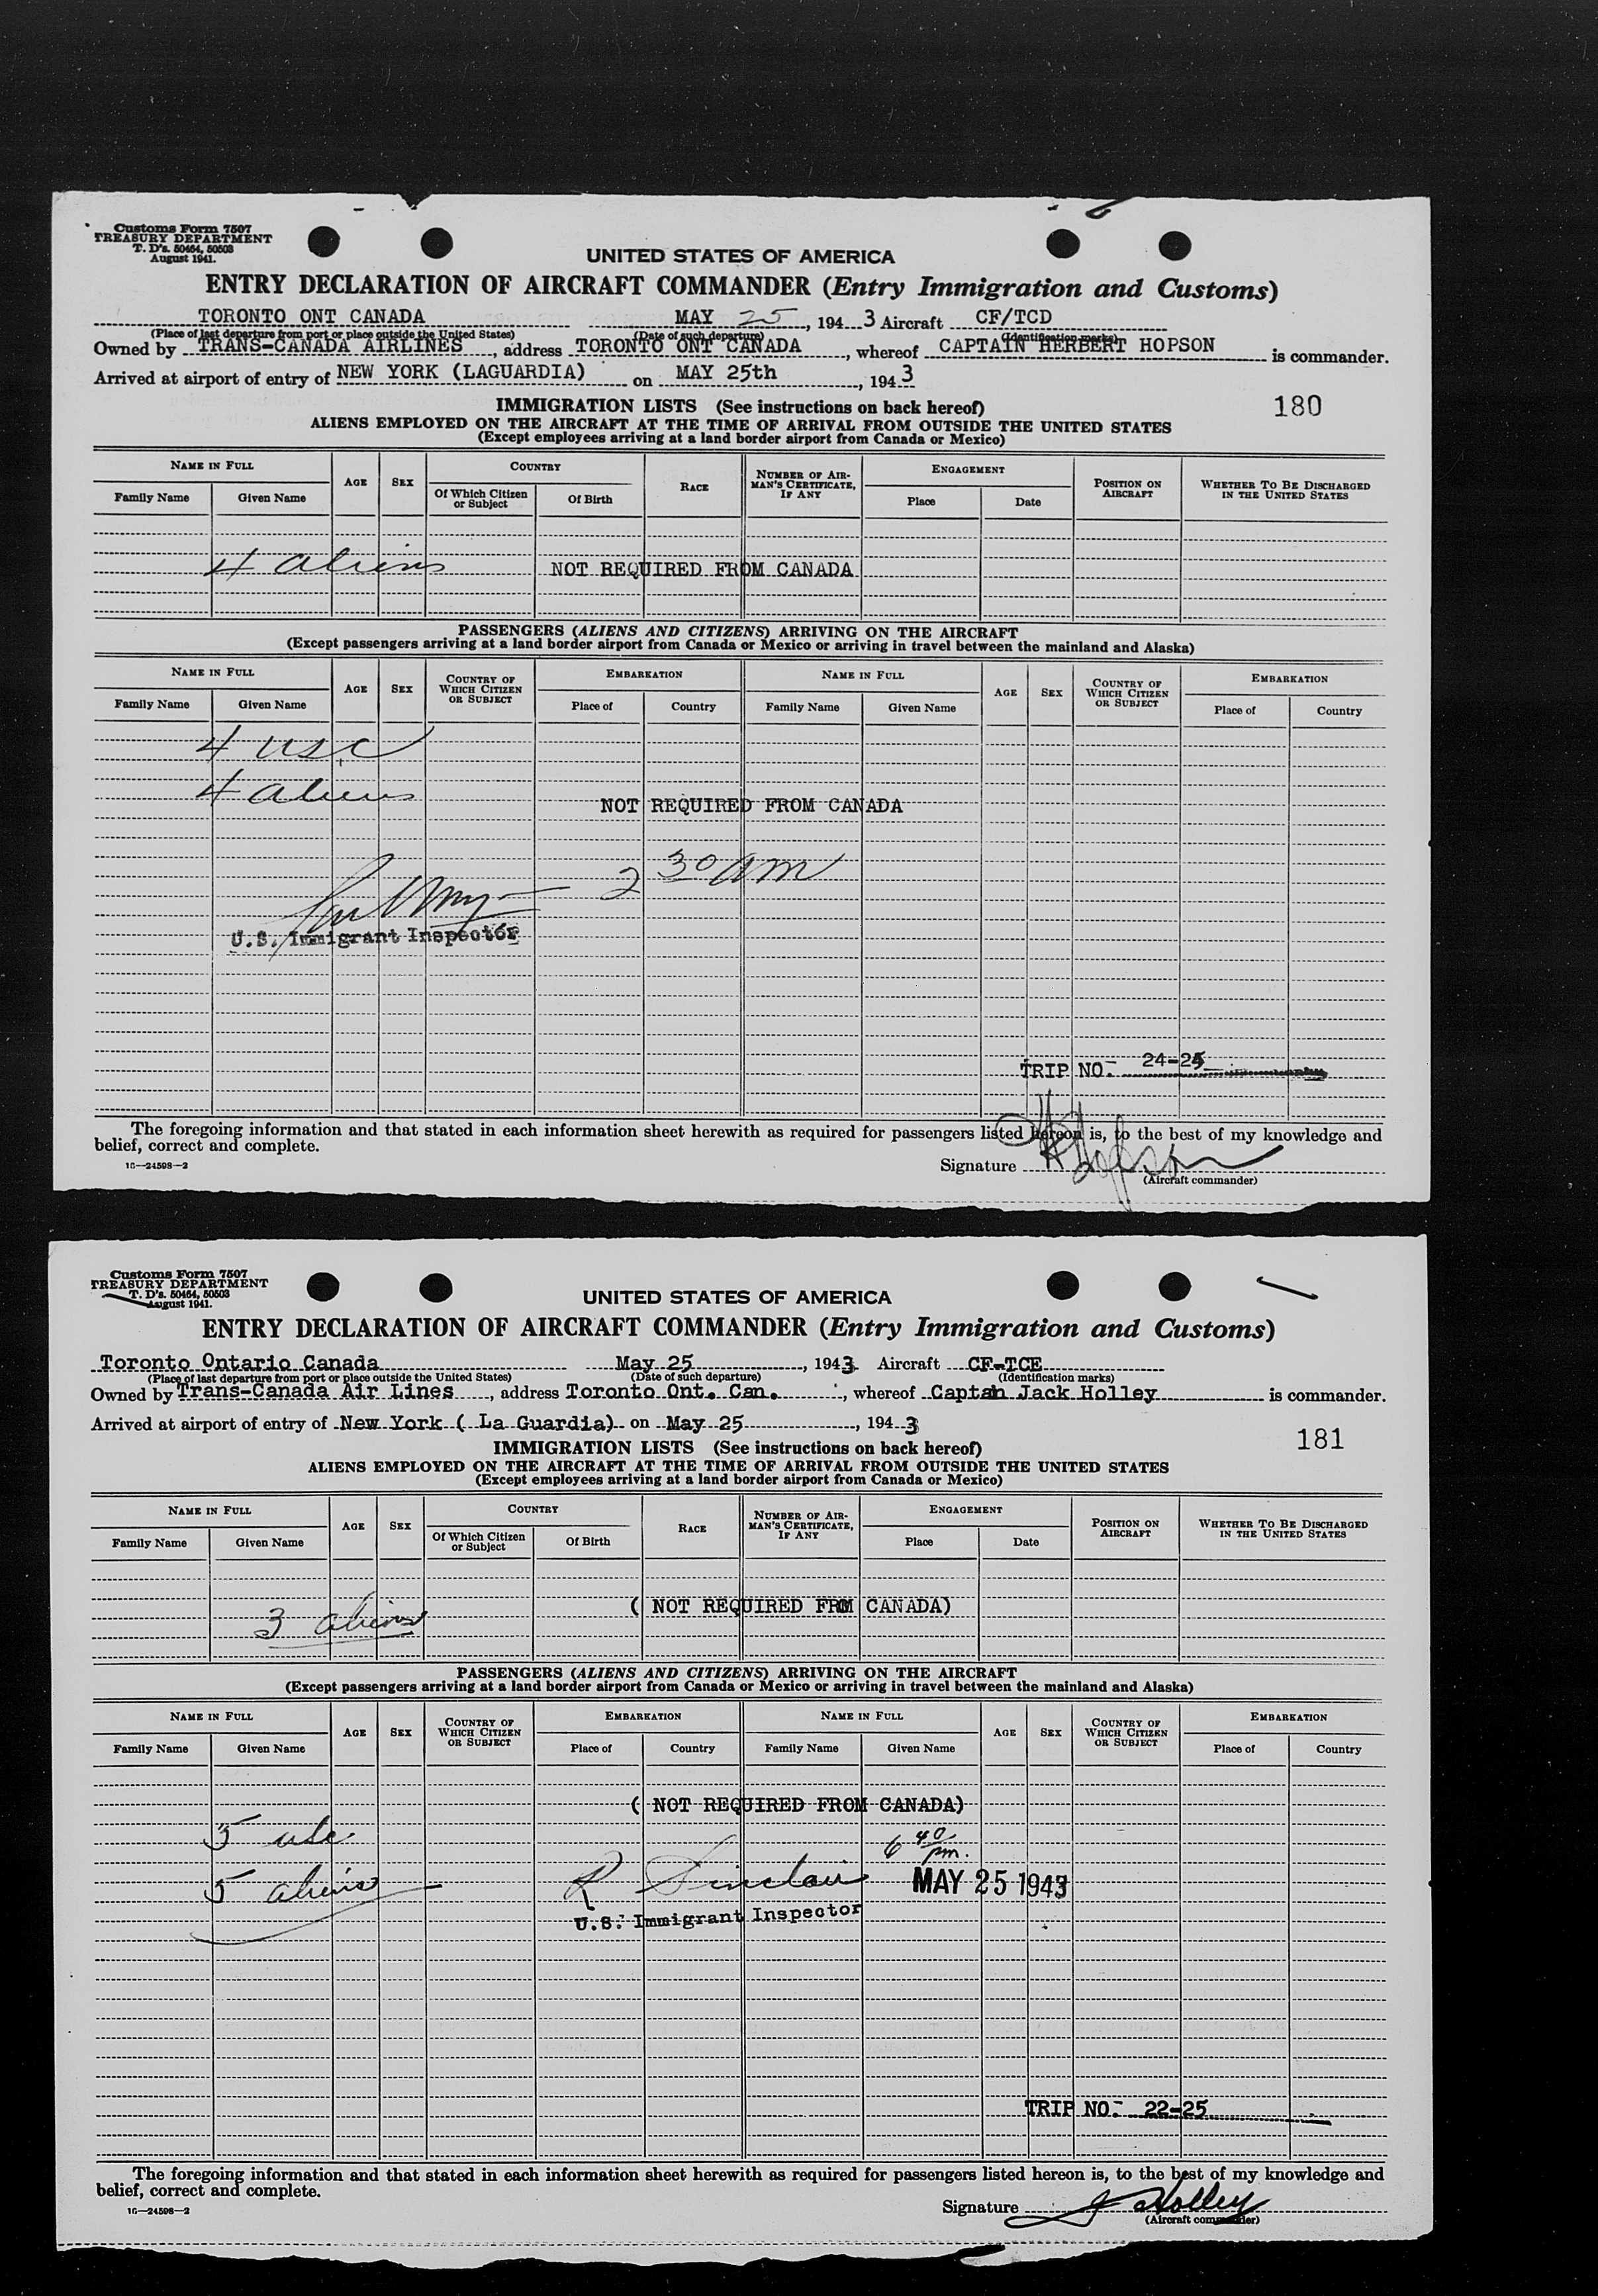 Customs Form 7507
TREASURY DEPARTMENT
T. D's. 50464, 50503
August 1941.
UNITED STATES OF AMERICA
ENTRY DECLARATION OF AIRCRAFT COMMANDER (Entry Immigration and Customs)
TORONTO ONT CANADA MAY 25, 1943 Aircraft CF/TCD
(Place of last departure from port or place outside the United States) (Date of such departure) (Identification marks)
Owned by TRANS-CANADA AIRLINES, address TORONTO ONT CANADA, whereof CAPTAIN HERBERT HOPSON is commander.
Arrived at airport of entry of NEW YORK (LAGUARDIA) on MAY 25th, 1943
180
IMMIGRATION LISTS (See instructions on back hereof)
ALIENS EMPLOYED ON THE AIRCRAFT AT THE TIME OF ARRIVAL FROM OUTSIDE THE UNITED STATES
(Except employees arriving at a land border airport from Canada or Mexico)
NAME IN FULL AGE SEX COUNTRY RACE NUMBER OF AIRMAN'S CERTIFICATE, IF ANY ENGAGEMENT POSITION ON AIRCRAFT WHETHER TO BE DISCHARGED IN THE UNITED STATES
Family Name Given Name Of Which Citizen or Subject Of Birth Place Date
4 aliens NOT REQUIRED FROM CANADA
PASSENGERS (ALIENS AND CITIZENS) ARRIVING ON THE AIRCRAFT
(Except passengers arriving at a land border airport from Canada or Mexico or arriving in travel between the mainland and Alaska)
NAME IN FULL AGE SEX COUNTRY OF WHICH CITIZEN OR SUBJECT EMBARKATION NAME IN FULL AGE SEX COUNTRY OF WHICH CITIZEN OR SUBJECT EMBARKATION
Family Name Given Name Place of Country Family Name Given Name Place of Country
4 usc
4 aliens
NOT REQUIRED FROM CANADA
2 30 am
U.S. Immigrant Inspector
TRIP NO. 24-25
The foregoing information and that stated in each information sheet herewith as required for passengers listed hereon is, to the best of my knowledge and
belief, correct and complete.
16—24598—2
Signature H Hopson
(Aircraft commander)
Customs Form 7507
TREASURY DEPARTMENT
T. D's. 50464, 50503
August 1941.
UNITED STATES OF AMERICA
ENTRY DECLARATION OF AIRCRAFT COMMANDER (Entry Immigration and Customs)
Toronto Ontario Canada May 25, 1943 Aircraft CF-TCE
(Place of last departure from port or place outside the United States) (Date of such departure) (Identification marks)
Owned by Trans-Canada Air Lines, address Toronto Ont. Can., whereof Captan Jack Holley is commander.
Arrived at airport of entry of New York ( La Guardia) on May 25, 1943
181
IMMIGRATION LISTS (See instructions on back hereof)
ALIENS EMPLOYED ON THE AIRCRAFT AT THE TIME OF ARRIVAL FROM OUTSIDE THE UNITED STATES
(Except employees arriving at a land border airport from Canada or Mexico)
NAME IN FULL AGE SEX COUNTRY RACE NUMBER OF AIRMAN'S CERTIFICATE, IF ANY ENGAGEMENT POSITION ON AIRCRAFT WHETHER TO BE DISCHARGED IN THE UNITED STATES
Family Name Given Name Of Which Citizen or Subject Of Birth Place Date
( NOT REQUIRED FROM CANADA)
3 aliens
PASSENGERS (ALIENS AND CITIZENS) ARRIVING ON THE AIRCRAFT
(Except passengers arriving at a land border airport from Canada or Mexico or arriving in travel between the mainland and Alaska)
NAME IN FULL AGE SEX COUNTRY OF WHICH CITIZEN OR SUBJECT EMBARKATION NAME IN FULL AGE SEX COUNTRY OF WHICH CITIZEN OR SUBJECT EMBARKATION
Family Name Given Name Place of Country Family Name Given Name Place of Country
( NOT REQUIRED FROM CANADA)
5 usc 6 40 pm.
5 aliens R Sinclair MAY 25 1943
U.S. Immigrant Inspector
TRIP NO. 22-25
The foregoing information and that stated in each information sheet herewith as required for passengers listed hereon is, to the best of my knowledge and
belief, correct and complete.
16—24598—2
Signature J Holley
(Aircraft commander)